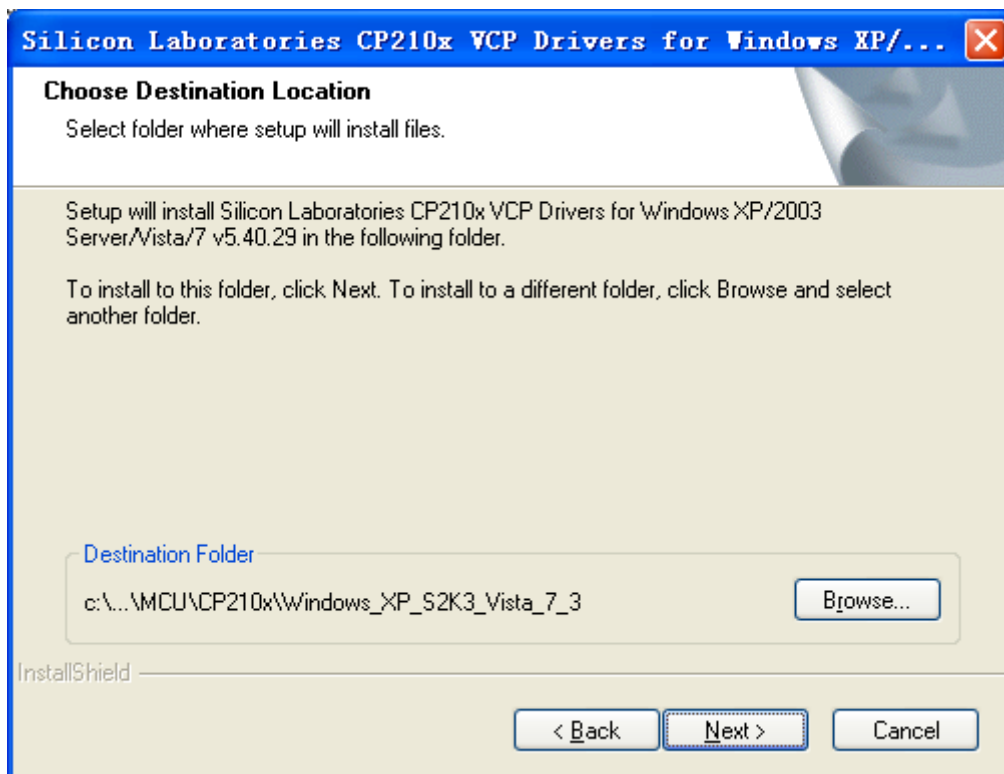 Silicon Laboratories CP210x VCP Drivers for Windows XP/...
Choose Destination Location
Select folder where setup will install files.
Setup will install Silicon Laboratories CP210x VCP Drivers for Windows XP/2003
Server/Vista/7 v5.40.29 in the following folder.
To install to this folder, click Next. To install to a different folder, click Browse and select
another folder.
Destination Folder
c:\...\MCU\CP210x\Windows_XP_S2K3_Vista_7_3
Browse...
InstallShield
< Back
Next >
Cancel